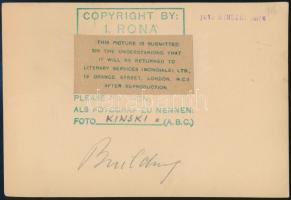 COPYRIGHT BY:
I. RONA
THIS PICTURE IS SUBMITTED
ON THE UNDERSTANDING THAT
IT WILL BE RETURNED TO
LITERARY SERVICES (MONDIALE) LTD.,
19 ORANGE STREET, LONDON, W.C.2
AFTER REPRODUCTION.
PLEASE
ALS FOTOGRAF ZU NENNEN:
FOTO KINSKI (A.B.C.)
Building